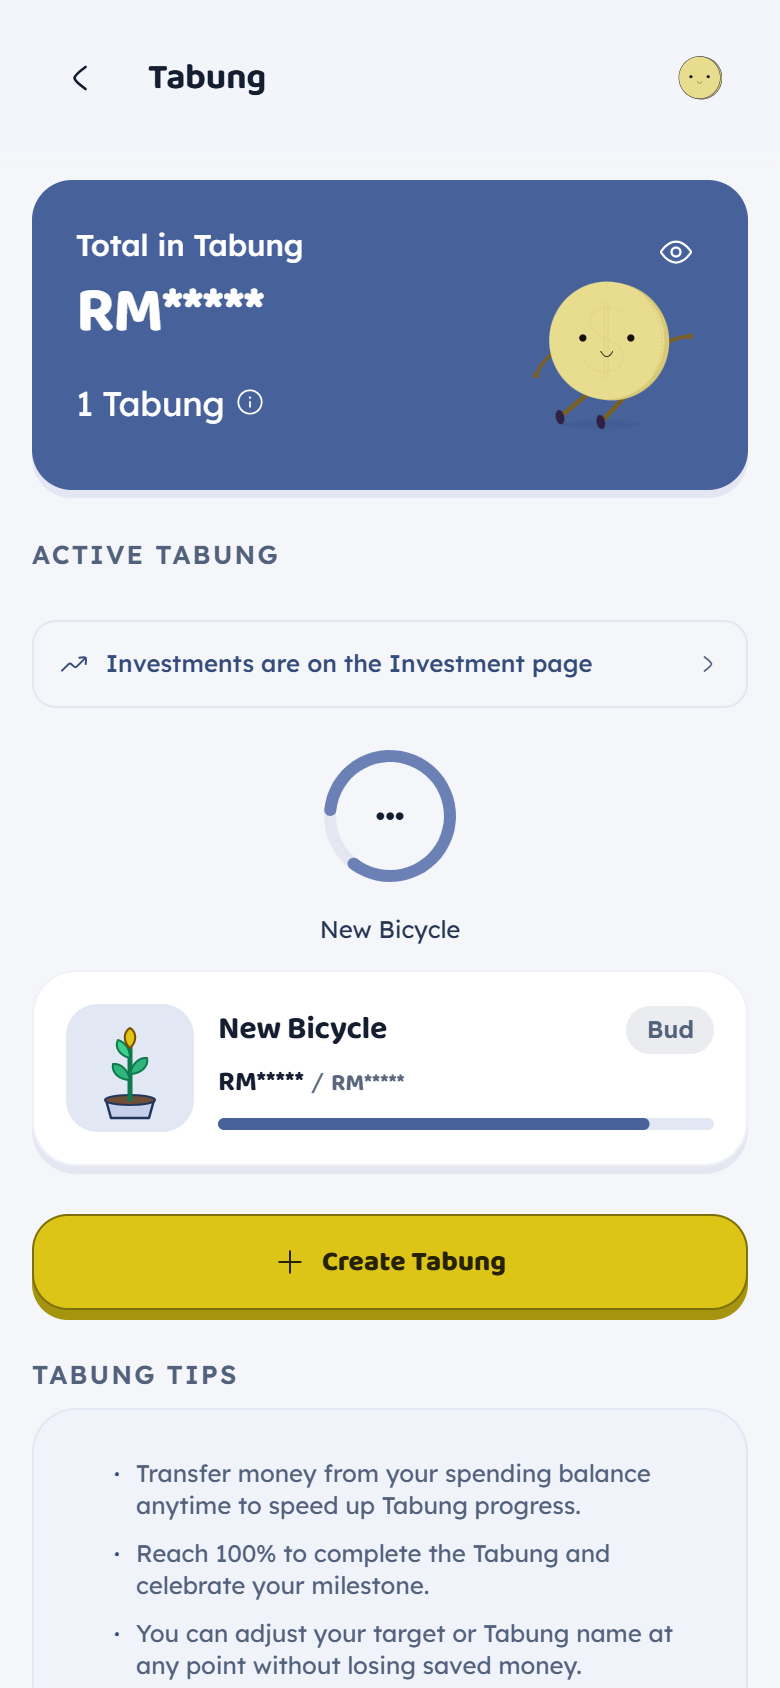 Tabung
Total in Tabung
RM*****
1 Tabung
ACTIVE TABUNG
Investments are on the Investment page
•••
New Bicycle
New Bicycle
Bud
RM***** / RM*****
Create Tabung
TABUNG TIPS
· Transfer money from your spending balance
anytime to speed up Tabung progress.
· Reach 100% to complete the Tabung and
celebrate your milestone.
· You can adjust your target or Tabung name at
any point without losing saved money.